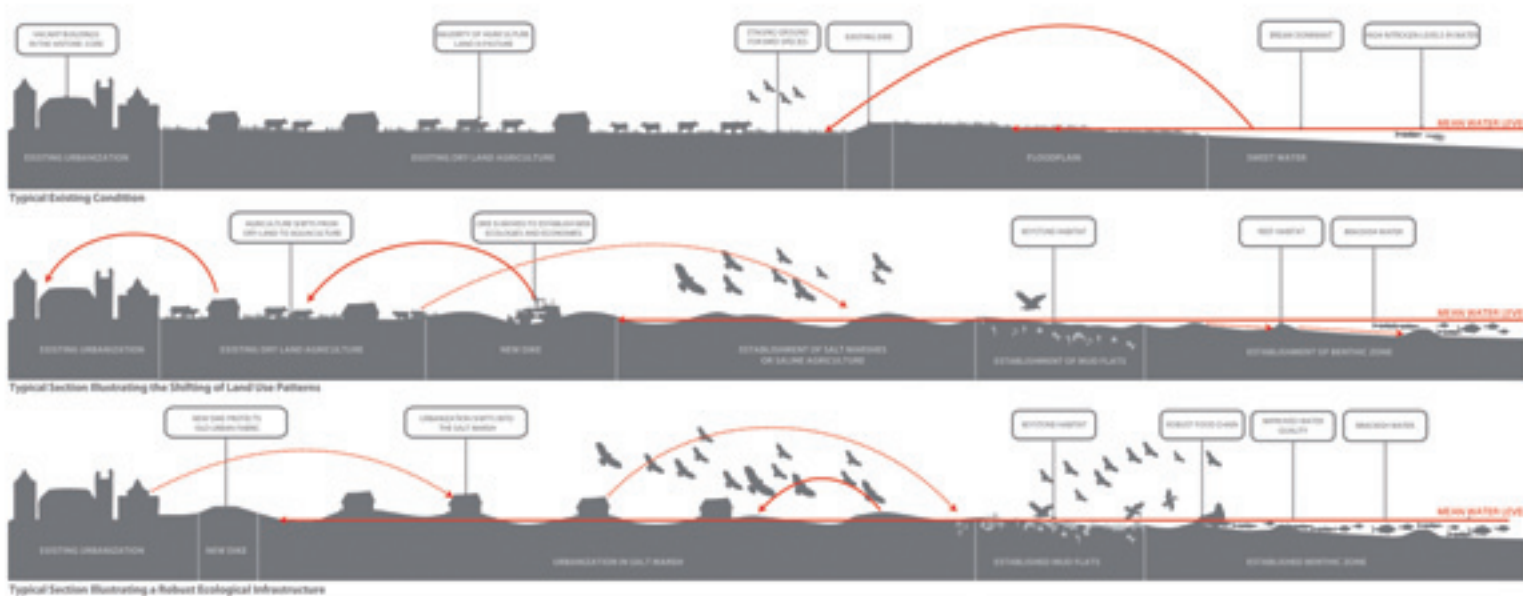 VACANT BUILDINGS
IN THE HISTORIC CORE
MAJORITY OF AGRICULTURE
LAND IS PASTURE
STAGING GROUND
FOR BIRD SPECIES
EXISTING DIKE
BREAM DOMINANT
HIGH NITROGEN LEVELS IN WATER
MEAN WATER LEVEL
EXISTING URBANIZATION
EXISTING DRY LAND AGRICULTURE
FLOODPLAIN
SWEET WATER
Typical Existing Condition
AGRICULTURE SHIFTS FROM
DRY LAND TO AQUACULTURE
DIKE IS MOVED TO ESTABLISH NEW
ECOLOGIES AND ECONOMIES
KEYSTONE HABITAT
REEF HABITAT
BRACKISH WATER
MEAN WATER LEVEL
EXISTING URBANIZATION
EXISTING DRY LAND AGRICULTURE
NEW DIKE
ESTABLISHMENT OF SALT MARSHES
OR SALINE AGRICULTURE
ESTABLISHMENT OF MUD FLATS
ESTABLISHMENT OF BENTHIC ZONE
Typical Section Illustrating the Shifting of Land Use Patterns
NEW DIKE PROTECTS
OLD URBAN FABRIC
URBANIZATION SHIFTS INTO
THE SALT MARSH
KEYSTONE HABITAT
ROBUST FOOD CHAIN
IMPROVED WATER
QUALITY
BRACKISH WATER
MEAN WATER LEVEL
EXISTING URBANIZATION
NEW DIKE
URBANIZATION IN SALT MARSH
ESTABLISHED MUD FLATS
ESTABLISHED BENTHIC ZONE
Typical Section Illustrating a Robust Ecological Infrastructure